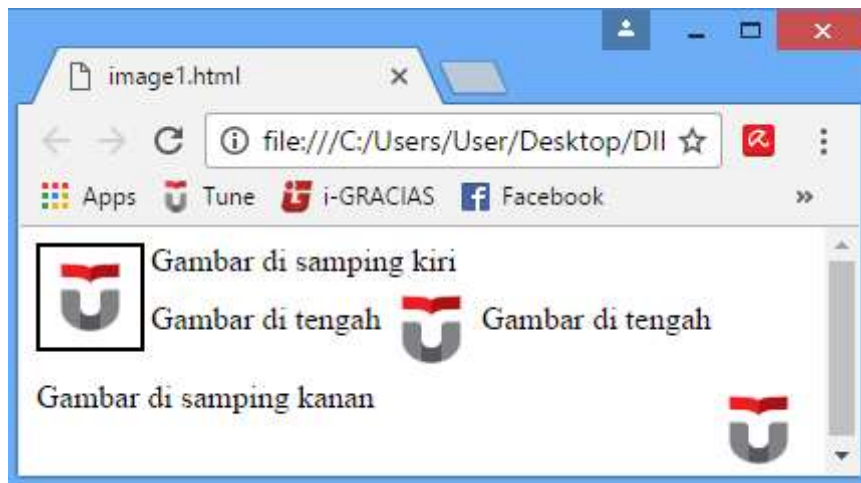 image1.html
file:///C:/Users/User/Desktop/DII
Apps Tune i-GRACIAS Facebook »
Gambar di samping kiri
Gambar di tengah Gambar di tengah
Gambar di samping kanan